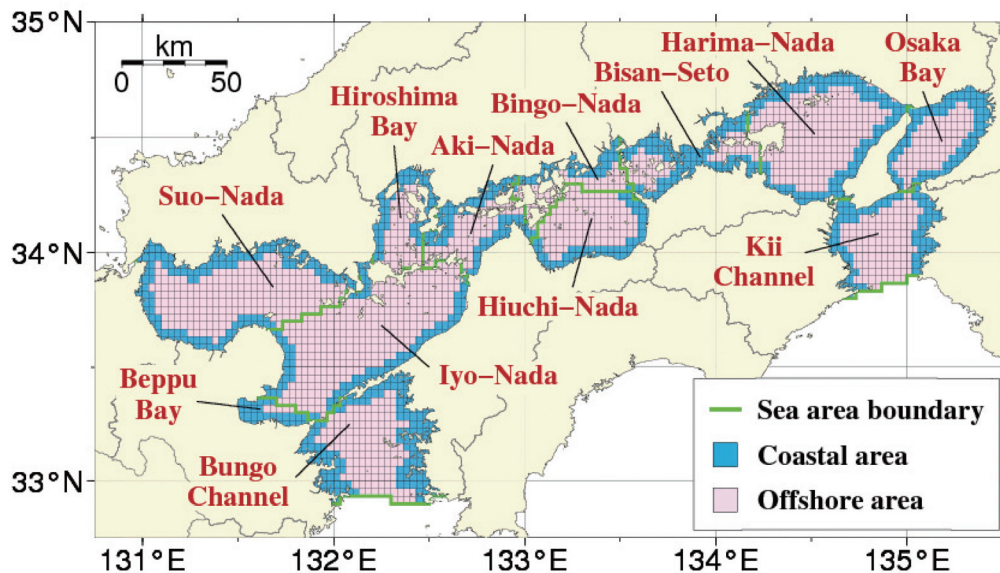 35°N
km
0 50
Harima−Nada
Osaka
Bay
Bisan−Seto
Hiroshima
Bay
Bingo−Nada
Aki−Nada
Suo−Nada
34°N
Kii
Channel
Hiuchi−Nada
Iyo−Nada
Beppu
Bay
Bungo
Channel
33°N
Sea area boundary
Coastal area
Offshore area
131°E 132°E 133°E 134°E 135°E